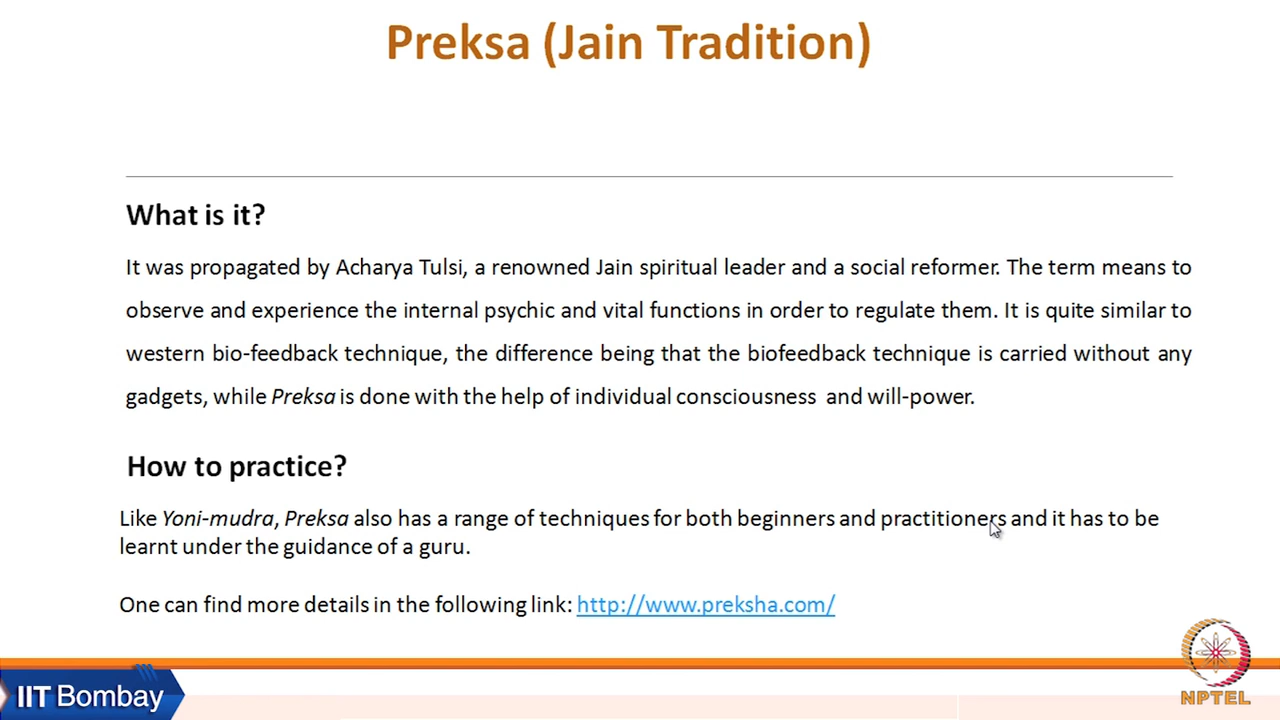 Preksa (Jain Tradition)
What is it?
It was propagated by Acharya Tulsi, a renowned Jain spiritual leader and a social reformer. The term means to
observe and experience the internal psychic and vital functions in order to regulate them. It is quite similar to
western bio-feedback technique, the difference being that the biofeedback technique is carried without any
gadgets, while Preksa is done with the help of individual consciousness and will-power.
How to practice?
Like Yoni-mudra, Preksa also has a range of techniques for both beginners and practitioners and it has to be
learnt under the guidance of a guru.
One can find more details in the following link: http://www.preksha.com/
IIT Bombay
NPTEL